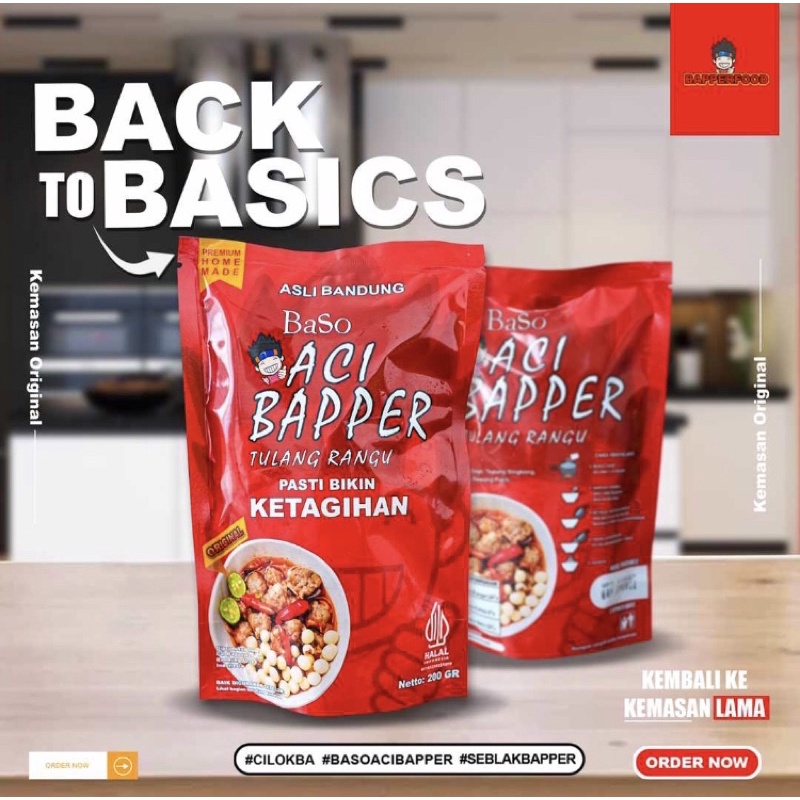 BAPPERFOOD
BACK
TO BASICS
Kemasan Original
PREMIUM
HOME
MADE
ASLI BANDUNG
BaSo
ACI
BAPPER
TULANG RANGU
PASTI BIKIN
KETAGIHAN
ORIGINAL
HALAL
INDONESIA
Netto: 200 GR
BaSo
ACI
BAPPER
TULANG RANGU
Kemasan Original
KEMBALI KE
KEMASAN LAMA
ORDER NOW
#CILOKBA #BASOACIBAPPER #SEBLAKBAPPER
ORDER NOW